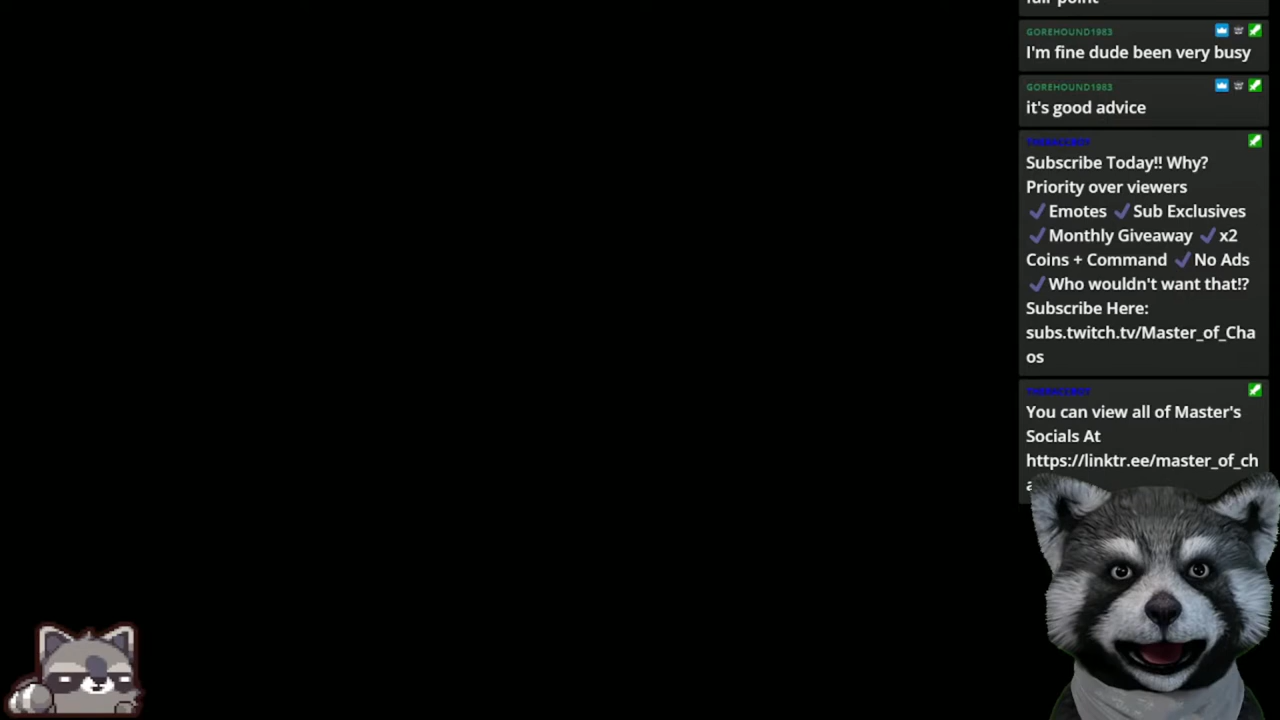 GOREHOUND1983
I'm fine dude been very busy
GOREHOUND1983
it's good advice
Subscribe Today!! Why?
Priority over viewers
✔Emotes ✔Sub Exclusives
✔Monthly Giveaway ✔x2
Coins + Command ✔No Ads
✔Who wouldn't want that!?
Subscribe Here:
subs.twitch.tv/Master_of_Cha
os
You can view all of Master's
Socials At
https://linktr.ee/master_of_ch